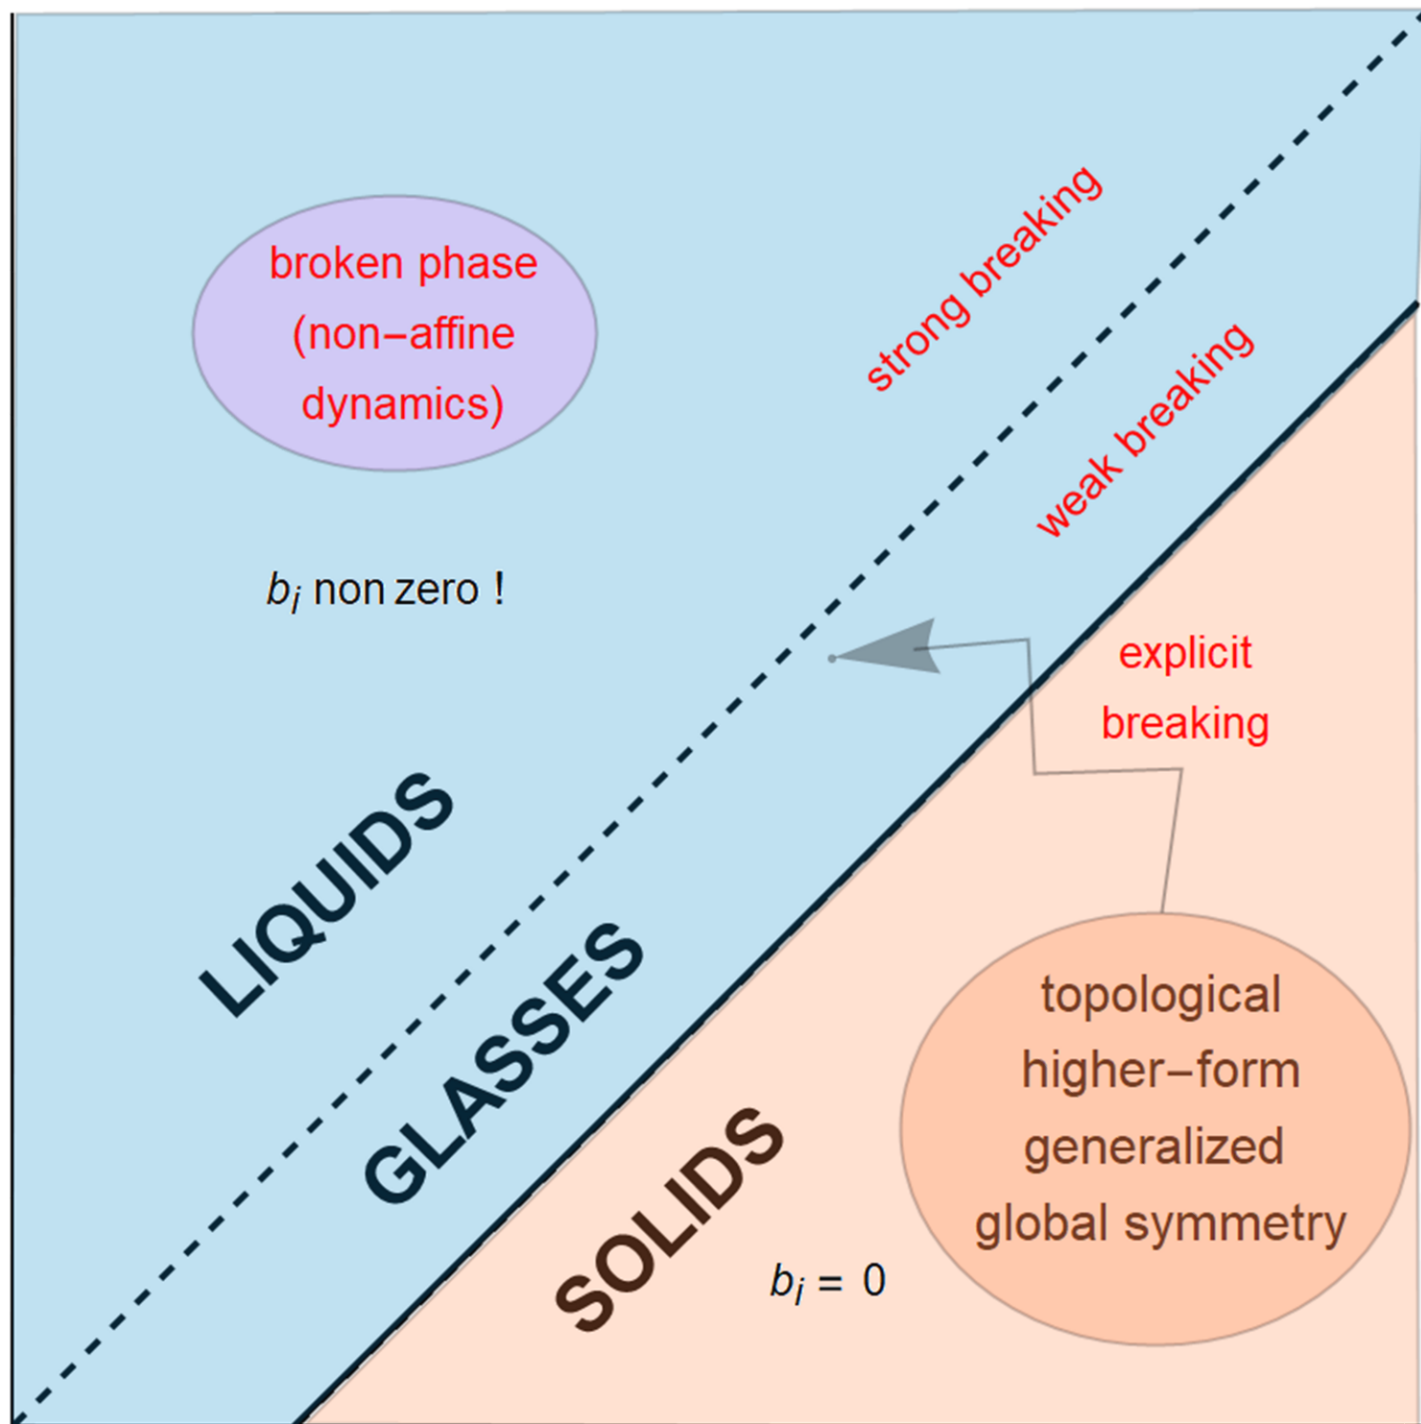 strong breaking
broken phase
(non−affine
dynamics)
weak breaking
b_i non zero !
explicit
breaking
LIQUIDS
GLASSES
topological
higher−form
generalized
global symmetry
SOLIDS
b_i = 0